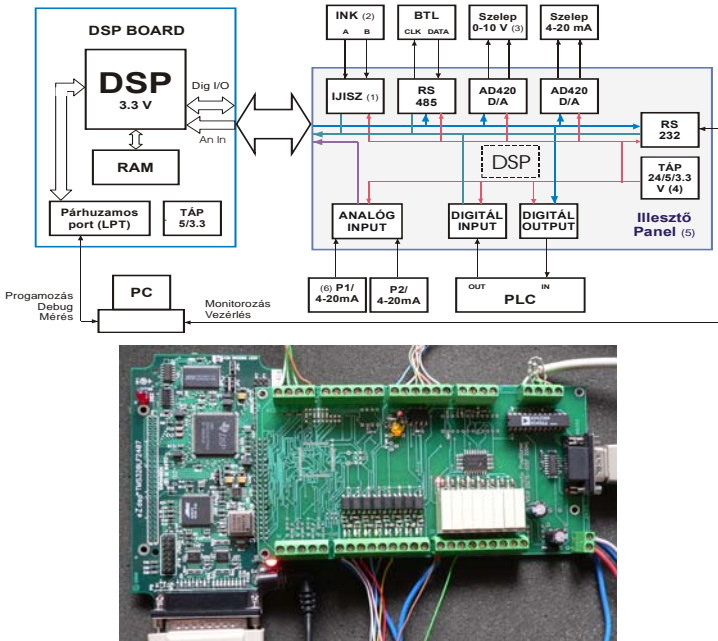 DSP BOARD
DSP
3.3 V
Dig I/O
An In
RAM
Párhuzamos
port (LPT)
TÁP
5/3.3
INK (2)
A B
BTL
CLK DATA
Szelep
0-10 V (3)
Szelep
4-20 mA
IJISZ (1)
RS
485
AD420
D/A
AD420
D/A
RS
232
DSP
TÁP
24/5/3.3
V (4)
ANALÓG
INPUT
DIGITÁL
INPUT
DIGITÁL
OUTPUT
Illesztő
Panel (5)
(6) P1/
4-20mA
P2/
4-20mA
OUT IN
PLC
PC
Progamozás
Debug
Mérés
Monitorozás
Vezérlés
eZdsp TMS320LF2407